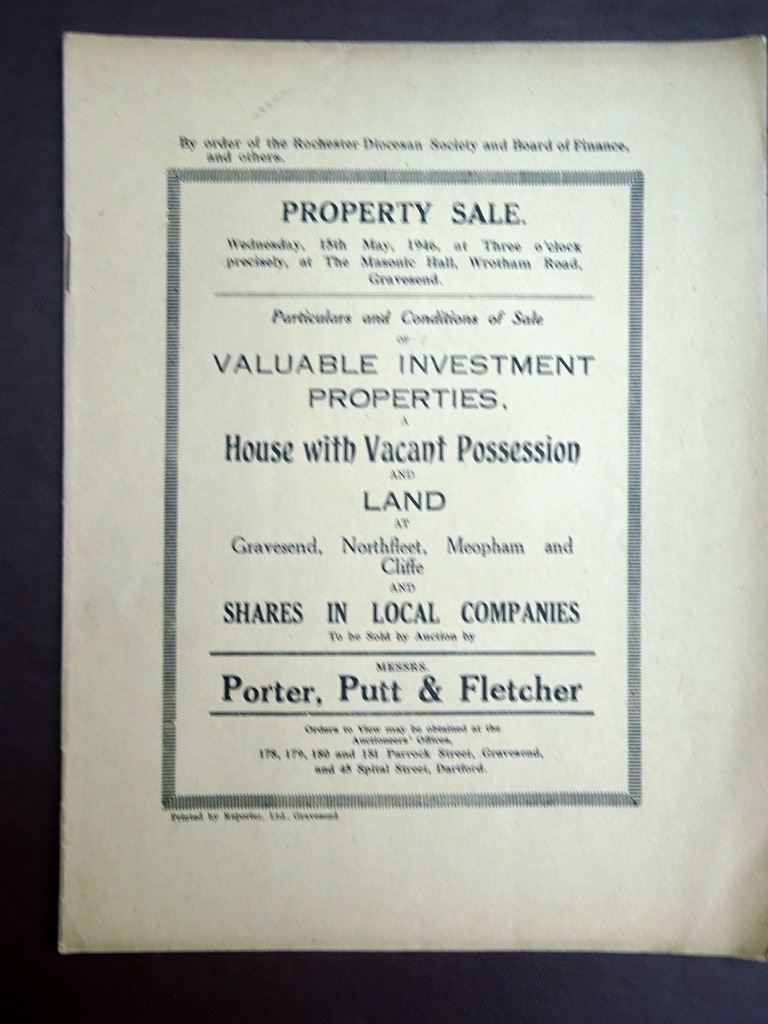 By order of the Rochester Diocesan Society and Board of Finance,
and others.
PROPERTY SALE.
Wednesday, 15th May, 1946, at Three o'clock
precisely, at The Masonic Hall, Wrotham Road,
Gravesend.
Particulars and Conditions of Sale
OF
VALUABLE INVESTMENT
PROPERTIES,
A
House with Vacant Possession
AND
LAND
AT
Gravesend, Northfleet, Meopham and
Cliffe
AND
SHARES IN LOCAL COMPANIES
To be Sold by Auction by
MESSRS.
Porter, Putt & Fletcher
Orders to View may be obtained at the
Auctioneers' Offices,
178, 179, 180 and 181 Parrock Street, Gravesend,
and 45 Spital Street, Dartford.
Printed by Reporter, Ltd., Gravesend